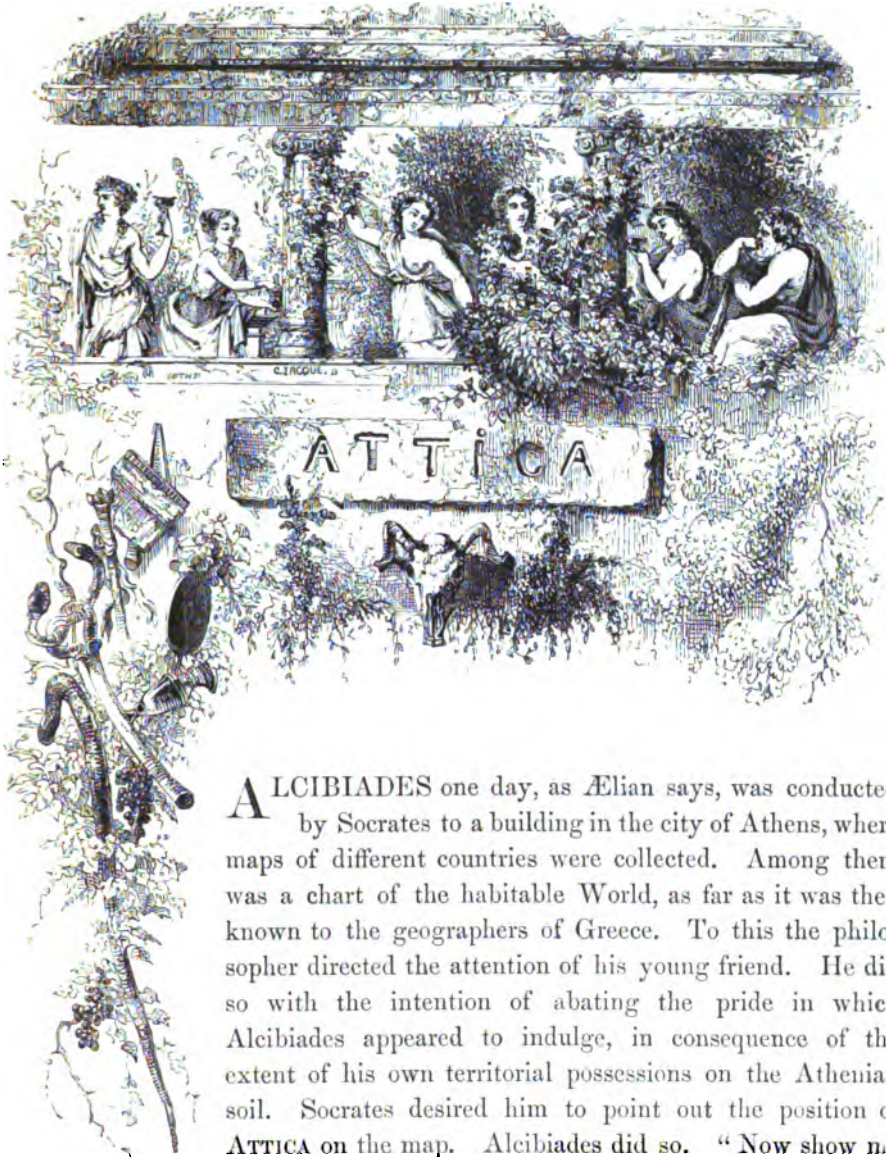 C. JACQUE. D
ATTiCA
ALCIBIADES one day, as Ælian says, was conducte
by Socrates to a building in the city of Athens, wher
maps of different countries were collected. Among ther
was a chart of the habitable World, as far as it was the
known to the geographers of Greece. To this the philo
sopher directed the attention of his young friend. He di
so with the intention of abating the pride in whic
Alcibiades appeared to indulge, in consequence of th
extent of his own territorial possessions on the Athenia
soil. Socrates desired him to point out the position o
ATTICA on the map. Alcibiades did so. “ Now show m